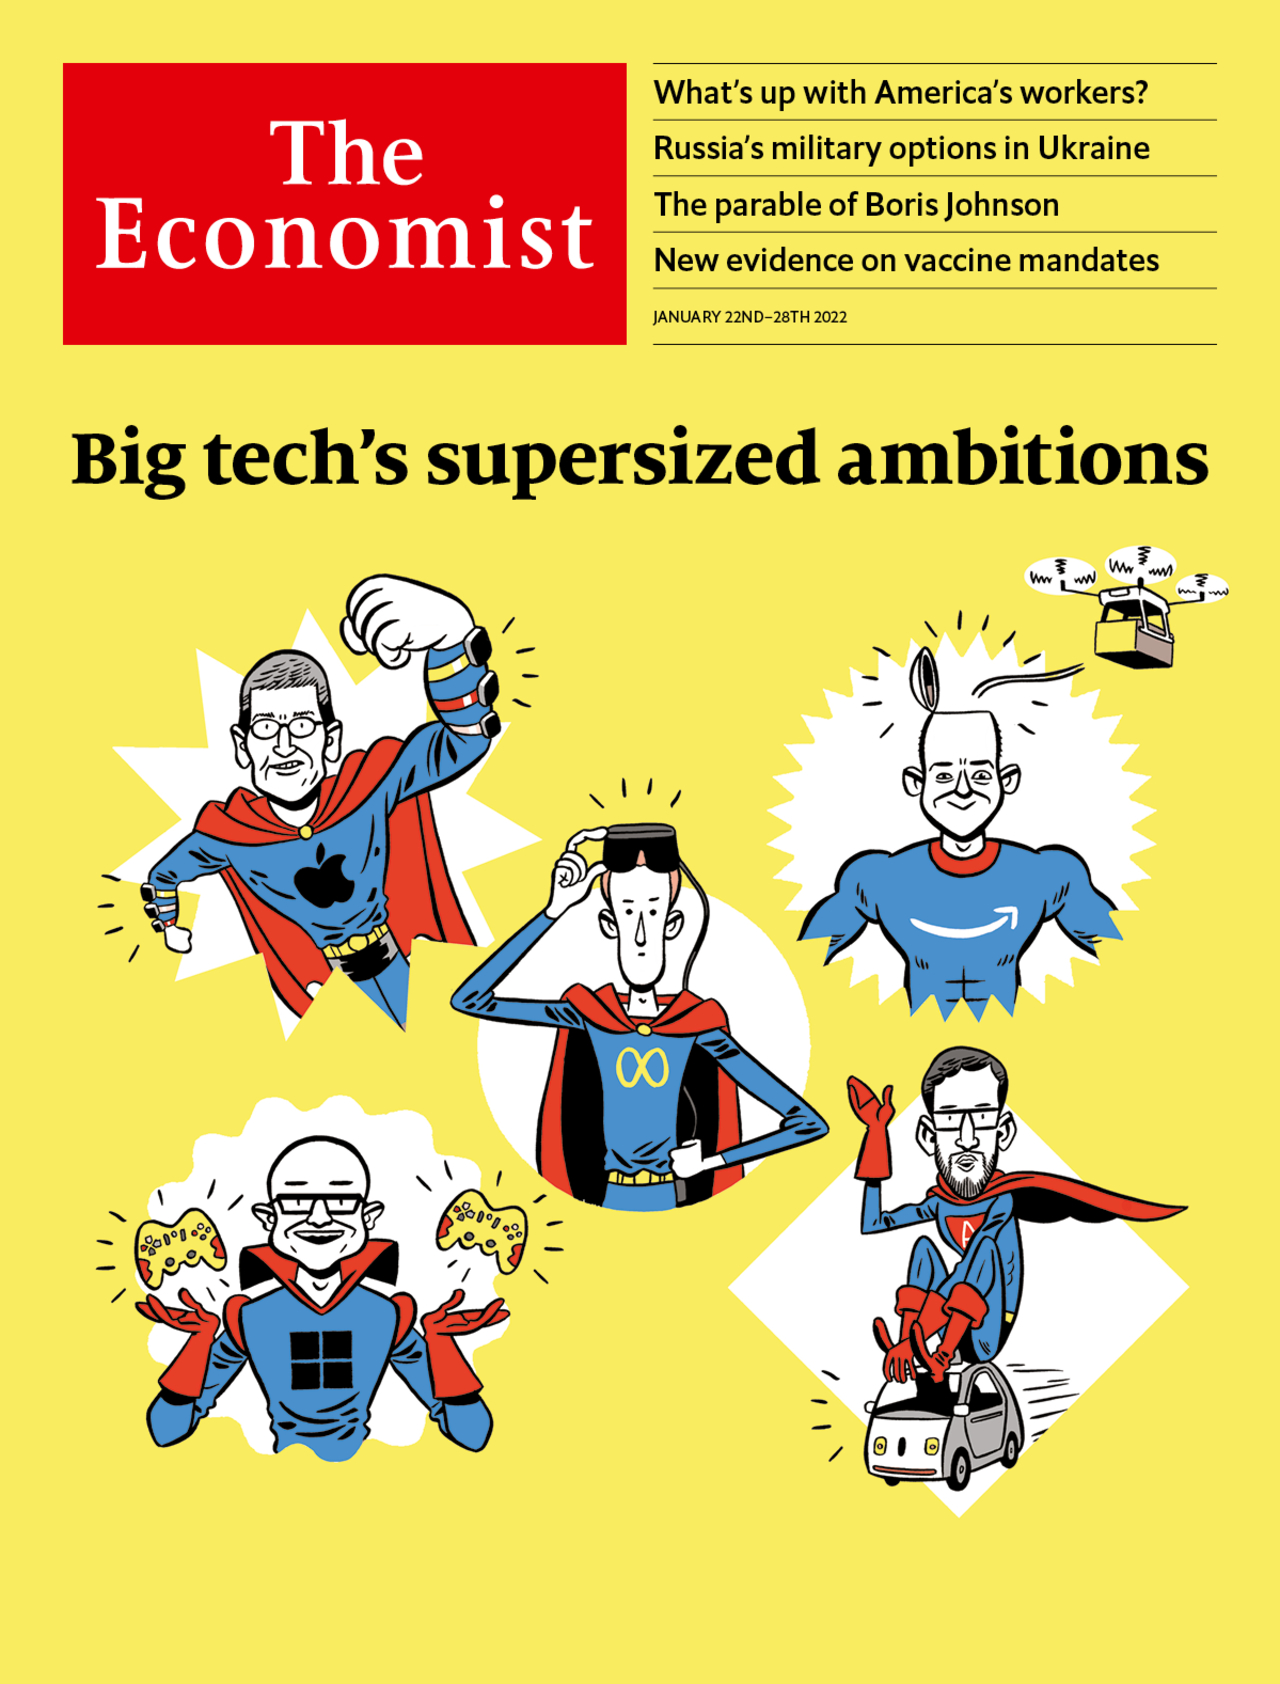 The
Economist
What's up with America's workers?
Russia's military options in Ukraine
The parable of Boris Johnson
New evidence on vaccine mandates
JANUARY 22ND–28TH 2022
Big tech's supersized ambitions
A